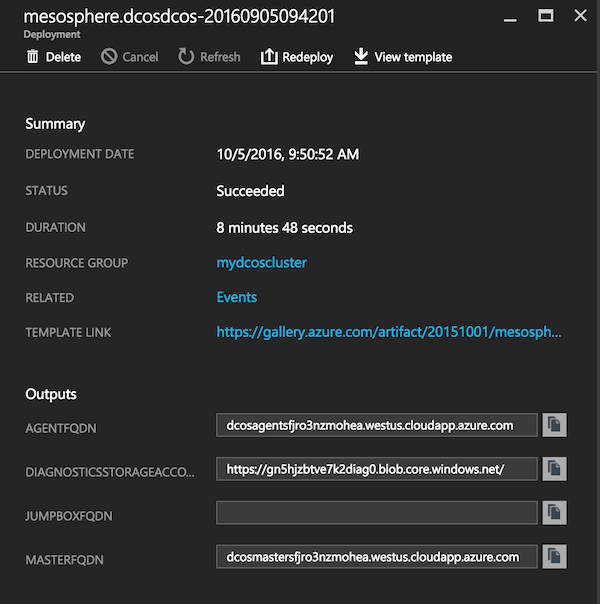 mesosphere.dcosdcos-20160905094201
Deployment
Delete Cancel Refresh Redeploy View template
Summary
DEPLOYMENT DATE 10/5/2016, 9:50:52 AM
STATUS Succeeded
DURATION 8 minutes 48 seconds
RESOURCE GROUP mydcoscluster
RELATED Events
TEMPLATE LINK https://gallery.azure.com/artifact/20151001/mesosph...
Outputs
AGENTFQDN dcosagentsfjro3nzmohea.westus.cloudapp.azure.com
DIAGNOSTICSSTORAGEACCO... https://gn5hjzbtve7k2diag0.blob.core.windows.net/
JUMPBOXFQDN
MASTERFQDN dcosmastersfjro3nzmohea.westus.cloudapp.azure.com